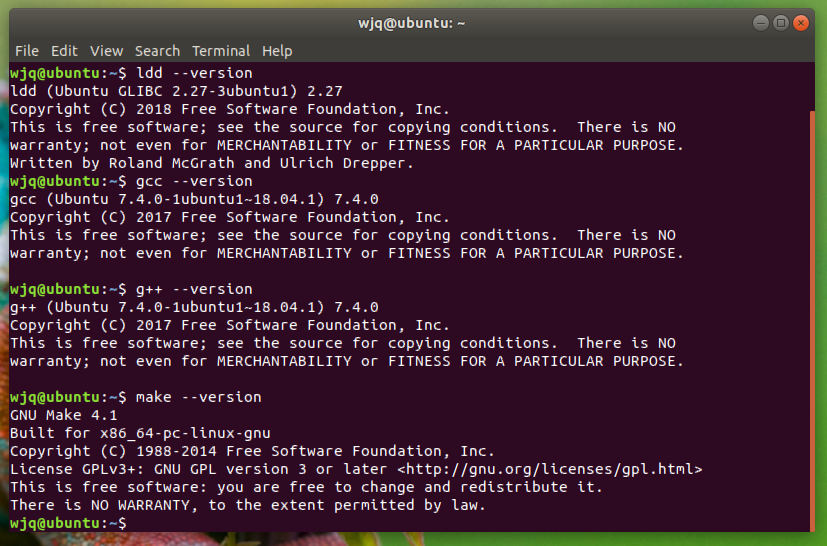 wjq@ubuntu: ~
File Edit View Search Terminal Help
wjq@ubuntu:~$ ldd --version
ldd (Ubuntu GLIBC 2.27-3ubuntu1) 2.27
Copyright (C) 2018 Free Software Foundation, Inc.
This is free software; see the source for copying conditions.  There is NO
warranty; not even for MERCHANTABILITY or FITNESS FOR A PARTICULAR PURPOSE.
Written by Roland McGrath and Ulrich Drepper.
wjq@ubuntu:~$ gcc --version
gcc (Ubuntu 7.4.0-1ubuntu1~18.04.1) 7.4.0
Copyright (C) 2017 Free Software Foundation, Inc.
This is free software; see the source for copying conditions.  There is NO
warranty; not even for MERCHANTABILITY or FITNESS FOR A PARTICULAR PURPOSE.
wjq@ubuntu:~$ g++ --version
g++ (Ubuntu 7.4.0-1ubuntu1~18.04.1) 7.4.0
Copyright (C) 2017 Free Software Foundation, Inc.
This is free software; see the source for copying conditions.  There is NO
warranty; not even for MERCHANTABILITY or FITNESS FOR A PARTICULAR PURPOSE.
wjq@ubuntu:~$ make --version
GNU Make 4.1
Built for x86_64-pc-linux-gnu
Copyright (C) 1988-2014 Free Software Foundation, Inc.
License GPLv3+: GNU GPL version 3 or later <http://gnu.org/licenses/gpl.html>
This is free software: you are free to change and redistribute it.
There is NO WARRANTY, to the extent permitted by law.
wjq@ubuntu:~$